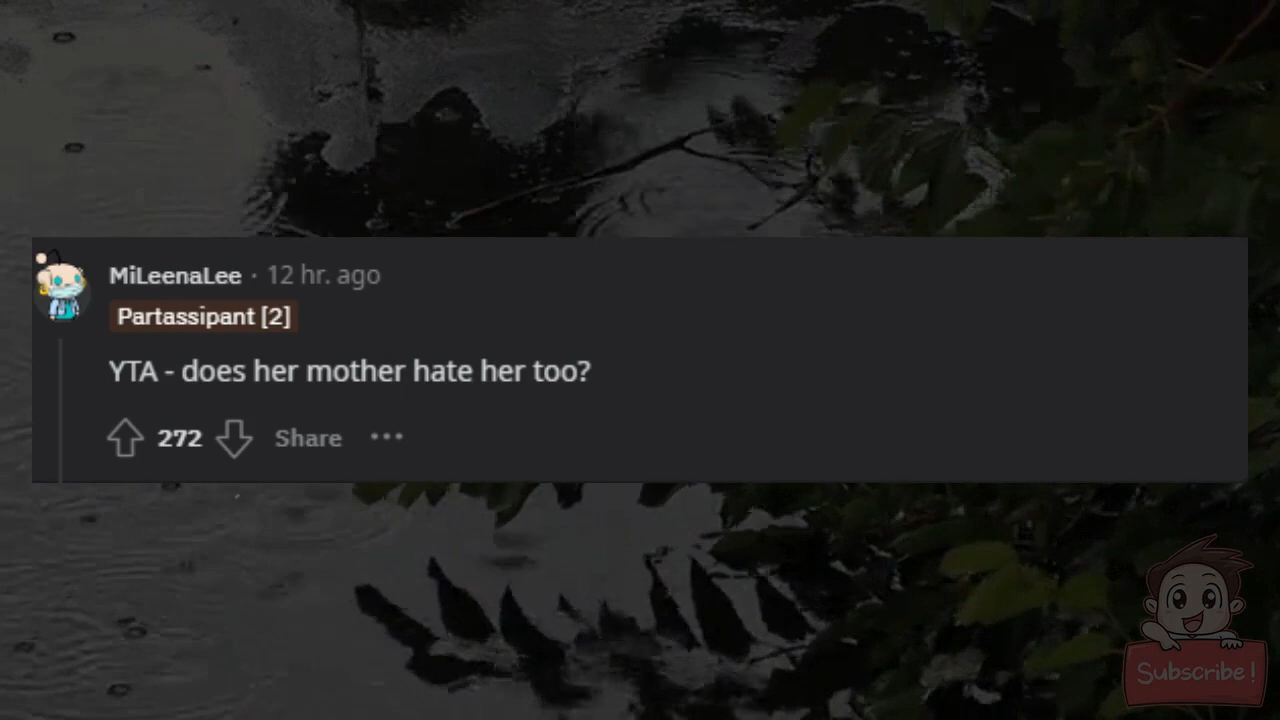 MiLeenaLee · 12 hr. ago
Partassipant [2]
YTA - does her mother hate her too?
272 Share •••
Subscribe!